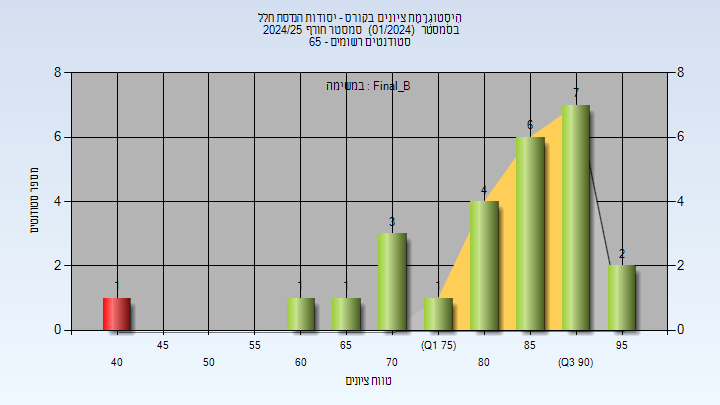 היסטוגרמת ציונים בקורס - יסודות הנדסת חלל
בסמסטר (01/2024) סמסטר חורף 2024/25
סטודנטים רשומים - 65
במשימה : Final_B
8 8
6 6
4 4
2 2
0 0
מספר סטודנטים
1 1 1 3 1 4 6 7 2
45 55 65 (Q1 75) 85 95
40 50 60 70 80 (Q3 90)
טווח ציונים